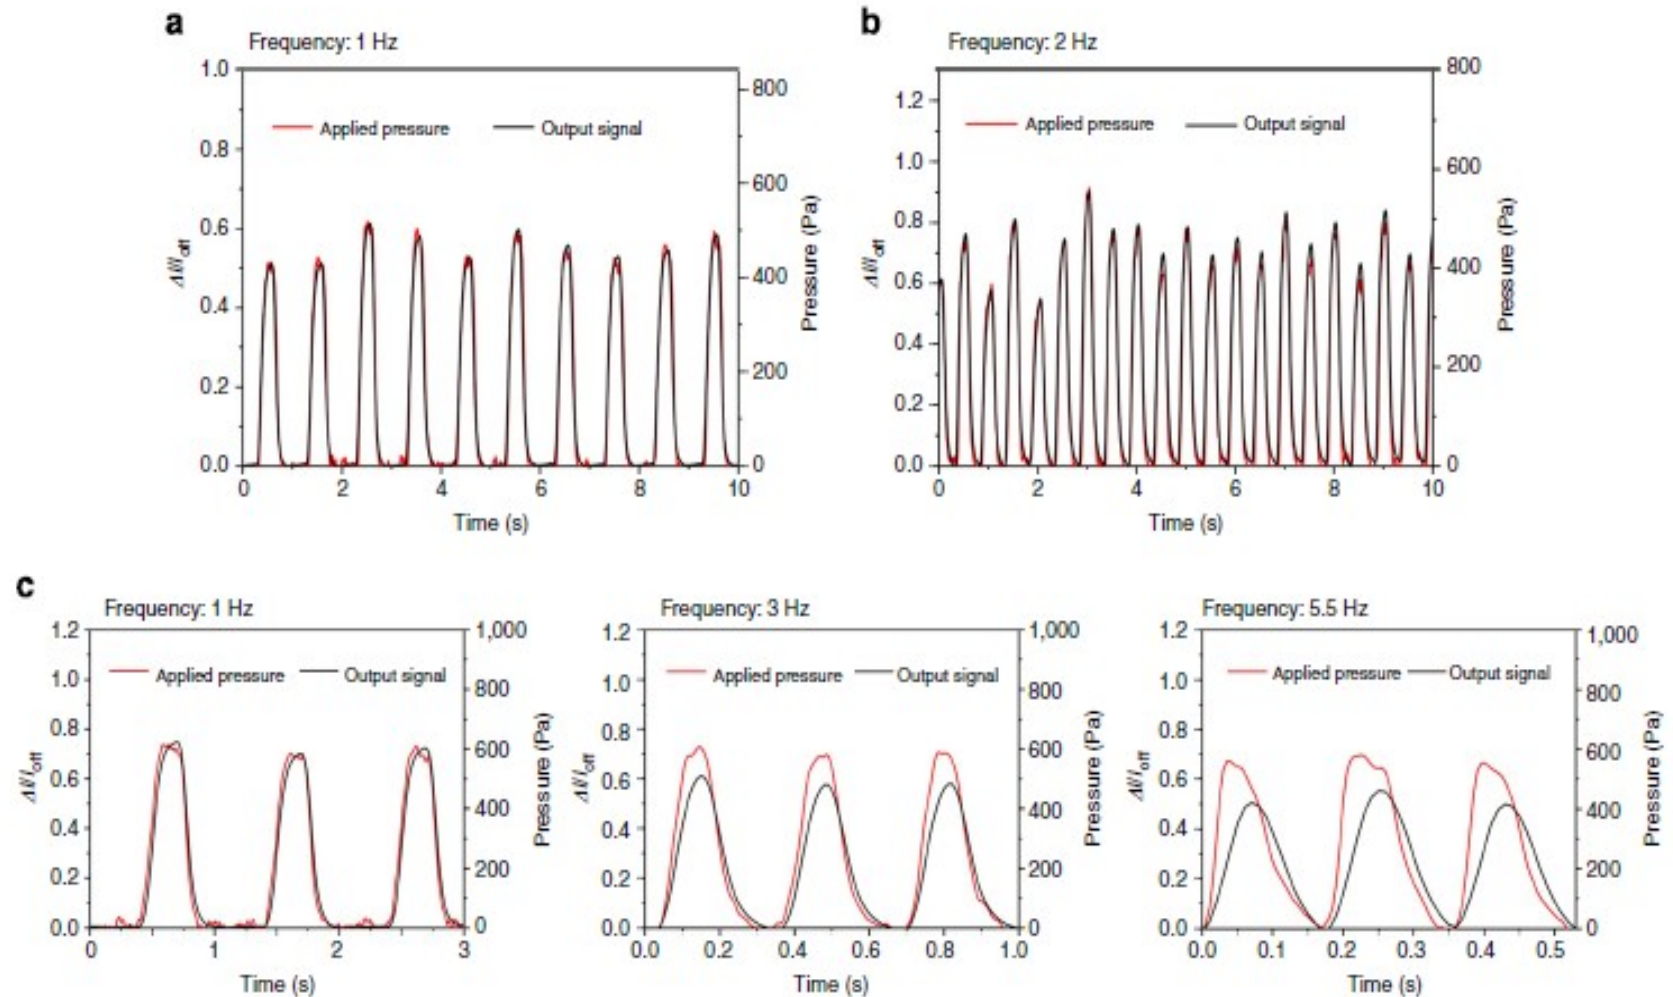 a
Frequency: 1 Hz
1.0
0.8
0.6
0.4
0.2
0.0
ΔI/Ioff
Applied pressure
Output signal
800
600
400
200
0
Pressure (Pa)
0 2 4 6 8 10
Time (s)
b
Frequency: 2 Hz
1.2
1.0
0.8
0.6
0.4
0.2
0.0
ΔI/Ioff
Applied pressure
Output signal
800
600
400
200
0
Pressure (Pa)
0 2 4 6 8 10
Time (s)
c
Frequency: 1 Hz
1.2
1.0
0.8
0.6
0.4
0.2
0.0
ΔI/Ioff
Applied pressure
Output signal
1,000
800
600
400
200
0
Pressure (Pa)
0 1 2 3
Time (s)
Frequency: 3 Hz
1.2
1.0
0.8
0.6
0.4
0.2
0.0
ΔI/Ioff
Applied pressure
Output signal
1,000
800
600
400
200
0
Pressure (Pa)
0.0 0.2 0.4 0.6 0.8 1.0
Time (s)
Frequency: 5.5 Hz
1.2
1.0
0.8
0.6
0.4
0.2
0.0
ΔI/Ioff
Applied pressure
Output signal
1,000
800
600
400
200
0
Pressure (Pa)
0.0 0.1 0.2 0.3 0.4 0.5
Time (s)